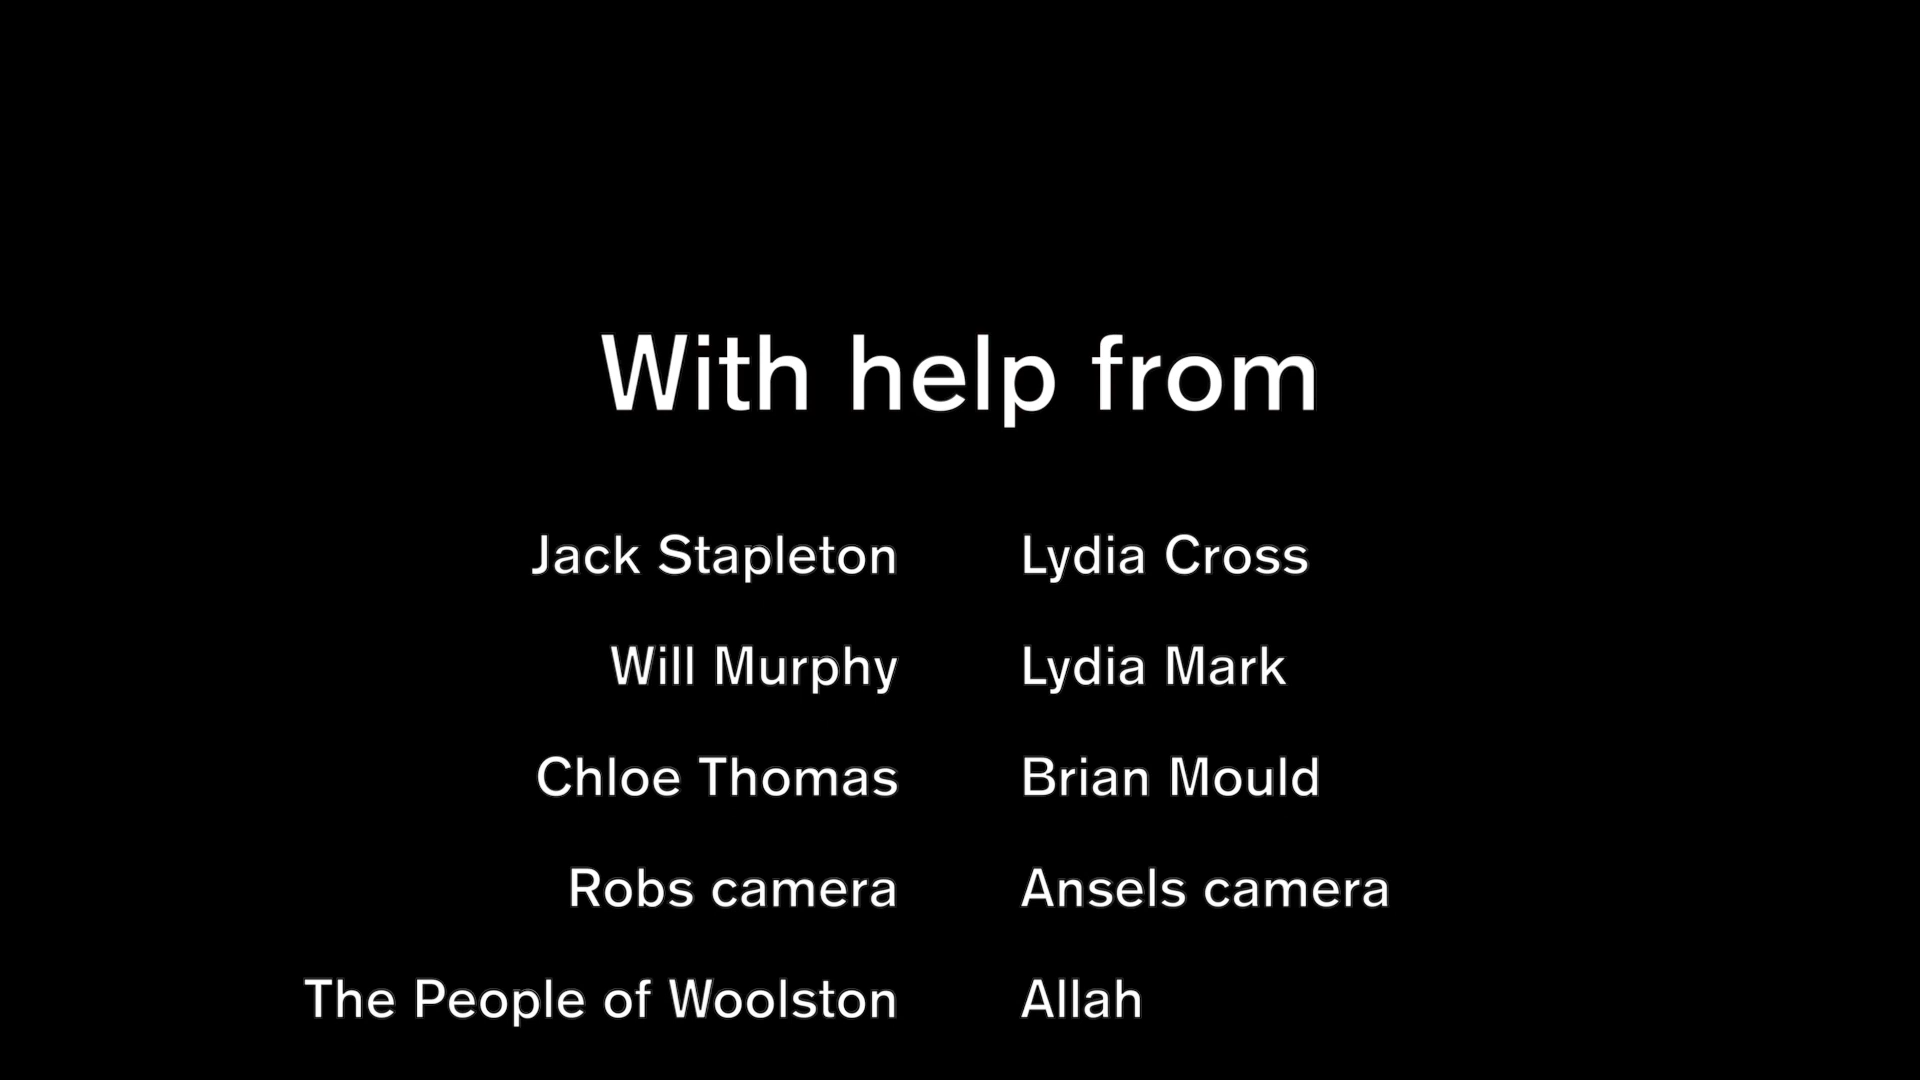 With help from
Jack Stapleton Lydia Cross
Will Murphy Lydia Mark
Chloe Thomas Brian Mould
Robs camera Ansels camera
The People of Woolston Allah